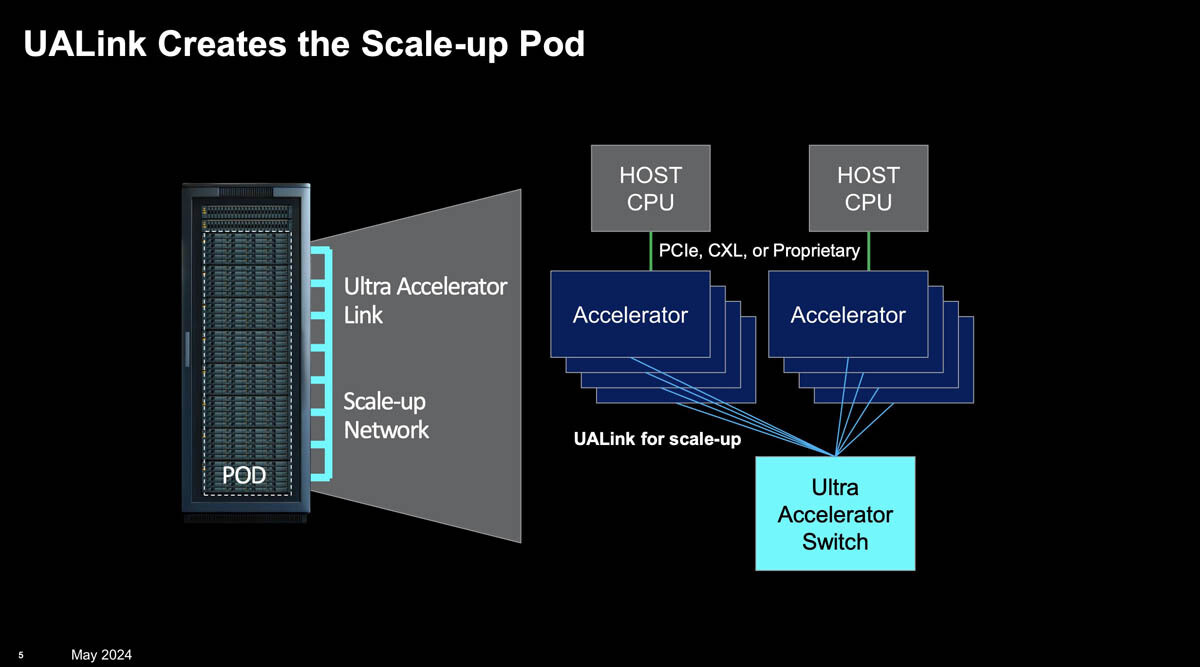 UALink Creates the Scale-up Pod
Ultra Accelerator
Link
Scale-up
Network
POD
HOST
CPU
HOST
CPU
PCIe, CXL, or Proprietary
Accelerator
Accelerator
UALink for scale-up
Ultra
Accelerator
Switch
5
May 2024